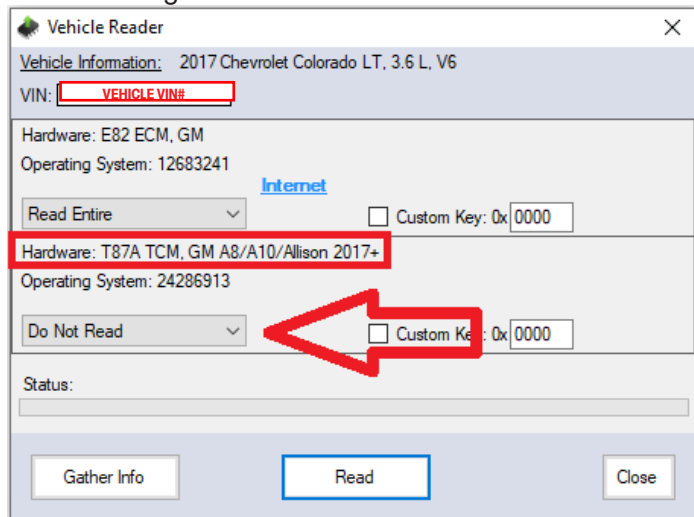 Vehicle Reader
Vehicle Information: 2017 Chevrolet Colorado LT, 3.6 L, V6
VIN: VEHICLE VIN#
Hardware: E82 ECM, GM
Operating System: 12683241
Internet
Read Entire Custom Key: 0x 0000
Hardware: T87A TCM, GM A8/A10/Allison 2017+
Operating System: 24286913
Do Not Read Custom Key: 0x 0000
Status:
Gather Info Read Close